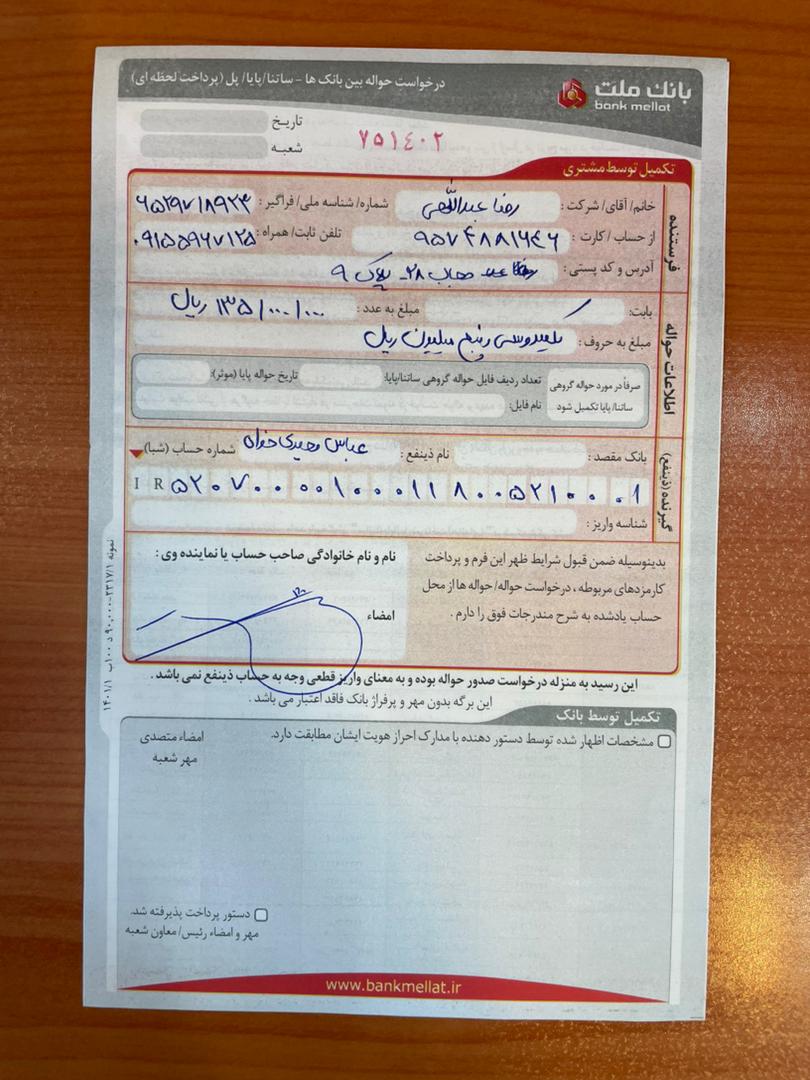 بانک ملت
bank mellat
درخواست حواله بین بانک ها - ساتنا/پایا/ پل (پرداخت لحظه ای)
تاریخ
شعبه
۷۵۱۴۰۲
تکمیل توسط مشتری
فرستنده
خانم/ آقای/ شرکت : رضا عبداللهی شماره/ شناسه ملی/ فراگیر : ۶۵۲۹۷۱۸۹۲۳
از حساب / کارت : ۹۵۷۴۸۸۱۶۴۶ تلفن ثابت/ همراه : ۰۹۱۵۵۹۶۷۱۲۵
آدرس و کد پستی : ۲۸ پلاک ۹
اطلاعات حواله
بابت: مبلغ به عدد : ۱۳۵/۰۰۰/۰۰۰ ریال
مبلغ به حروف : یکصد و سی و پنج میلیون ریال
صرفاً در مورد حواله گروهی ساتنا/پایا تکمیل شود
تعداد ردیف فایل حواله گروهی ساتنا/پایا: تاریخ حواله پایا (موثر):
نام فایل:
گیرنده (ذینفع)
بانک مقصد : نام ذینفع : عباس وحیدی خواه شماره حساب (شبا)
IR ۵۲۰۷۰۰۰۰۰۱۰۰۰۱۱۸۰۰۵۲۱۰۰۰۱
شناسه واریز :
بدینوسیله ضمن قبول شرایط ظهر این فرم و پرداخت
کارمزدهای مربوطه ، درخواست حواله/ حواله ها از محل
حساب یادشده به شرح مندرجات فوق را دارم .
نام و نام خانوادگی صاحب حساب یا نماینده وی :
امضاء
این رسید به منزله درخواست صدور حواله بوده و به معنای واریز قطعی وجه به حساب ذینفع نمی باشد .
این برگه بدون مهر و پرفراژ بانک فاقد اعتبار می باشد .
تکمیل توسط بانک
مشخصات اظهار شده توسط دستور دهنده با مدارک احراز هویت ایشان مطابقت دارد.
امضاء متصدی
مهر شعبه
دستور پرداخت پذیرفته شد.
مهر و امضاء رئیس/ معاون شعبه
www.bankmellat.ir